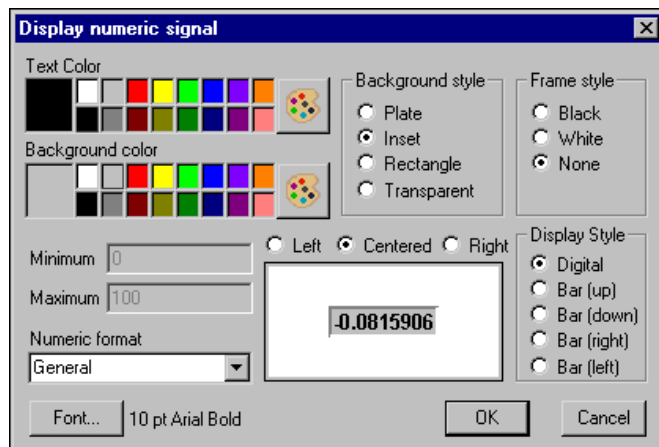 Display numeric signal
Text Color
Background color
Background style
Plate
Inset
Rectangle
Transparent
Frame style
Black
White
None
Minimum 0
Maximum 100
Numeric format
General
Left Centered Right
-0.0815906
Display Style
Digital
Bar (up)
Bar (down)
Bar (right)
Bar (left)
Font... 10 pt Arial Bold
OK Cancel